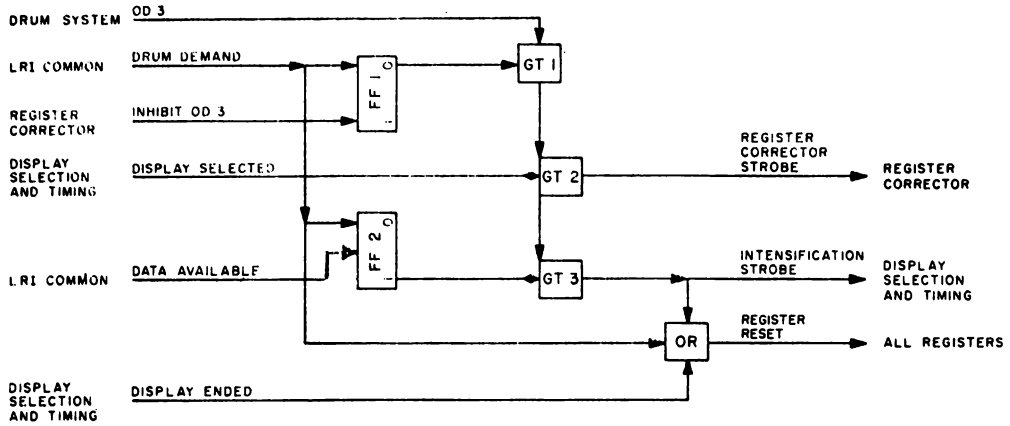 DRUM SYSTEM
OD 3
LRI COMMON
DRUM DEMAND
FF 1
0
1
GT 1
REGISTER
CORRECTOR
INHIBIT OD 3
DISPLAY
SELECTION
AND TIMING
DISPLAY SELECTED
GT 2
REGISTER
CORRECTOR
STROBE
REGISTER
CORRECTOR
FF 2
0
1
LRI COMMON
DATA AVAILABLE
GT 3
INTENSIFICATION
STROBE
DISPLAY
SELECTION
AND TIMING
OR
REGISTER
RESET
ALL REGISTERS
DISPLAY
SELECTION
AND TIMING
DISPLAY ENDED